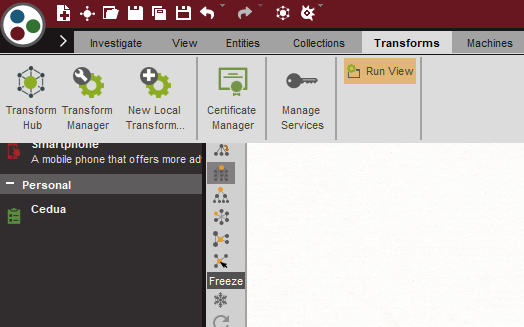 Investigate View Entities Collections Transforms Machines
Transform Hub
Transform Manager
New Local Transform...
Certificate Manager
Manage Services
Run View
Smartphone
A mobile phone that offers more ad
Personal
Cedua
Freeze